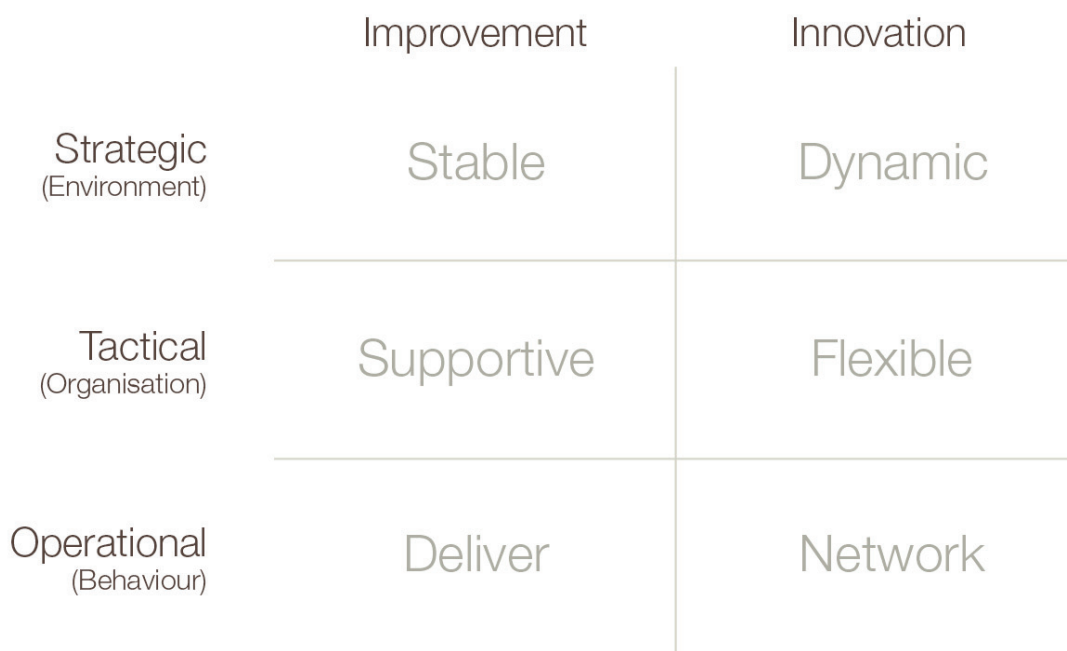 Improvement Innovation
Strategic
(Environment)
Stable Dynamic
Tactical
(Organisation)
Supportive Flexible
Operational
(Behaviour)
Deliver Network